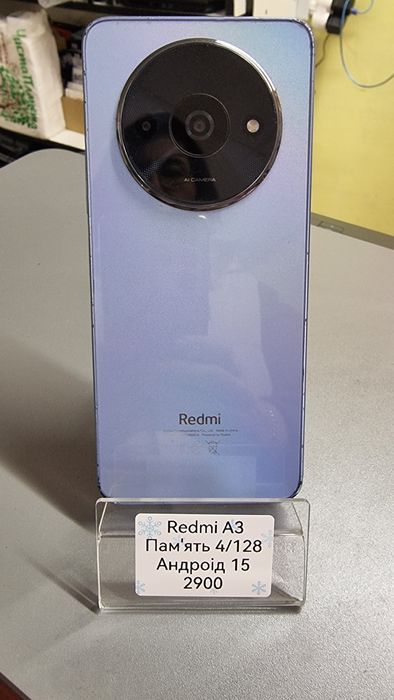 AI CAMERA
Redmi
Redmi A3
Пам'ять 4/128
Андроід 15
2900